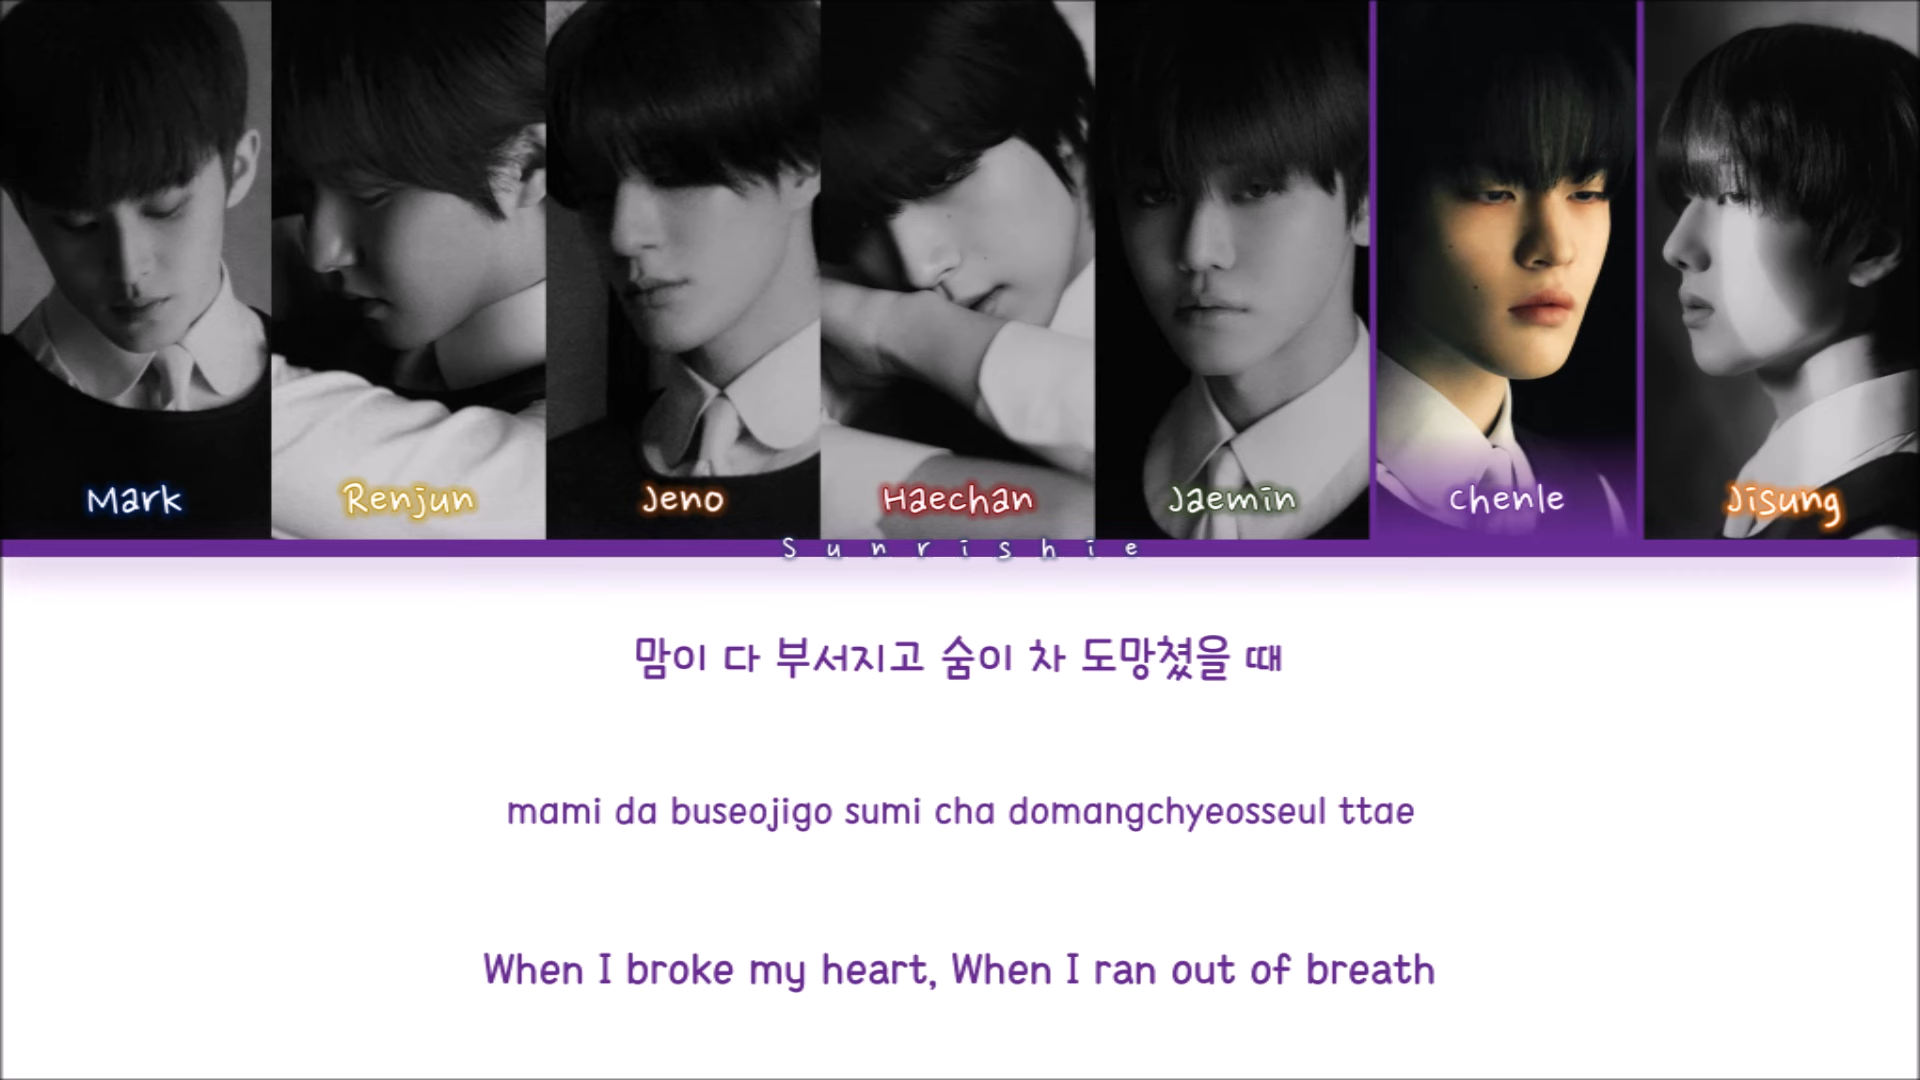 Mark
Renjun
Jeno
Haechan
Jaemin
Chenle
Jisung
Sunrishie
맘이 다 부서지고 숨이 차 도망쳤을 때
mami da buseojigo sumi cha domangchyeosseul ttae
When I broke my heart, When I ran out of breath